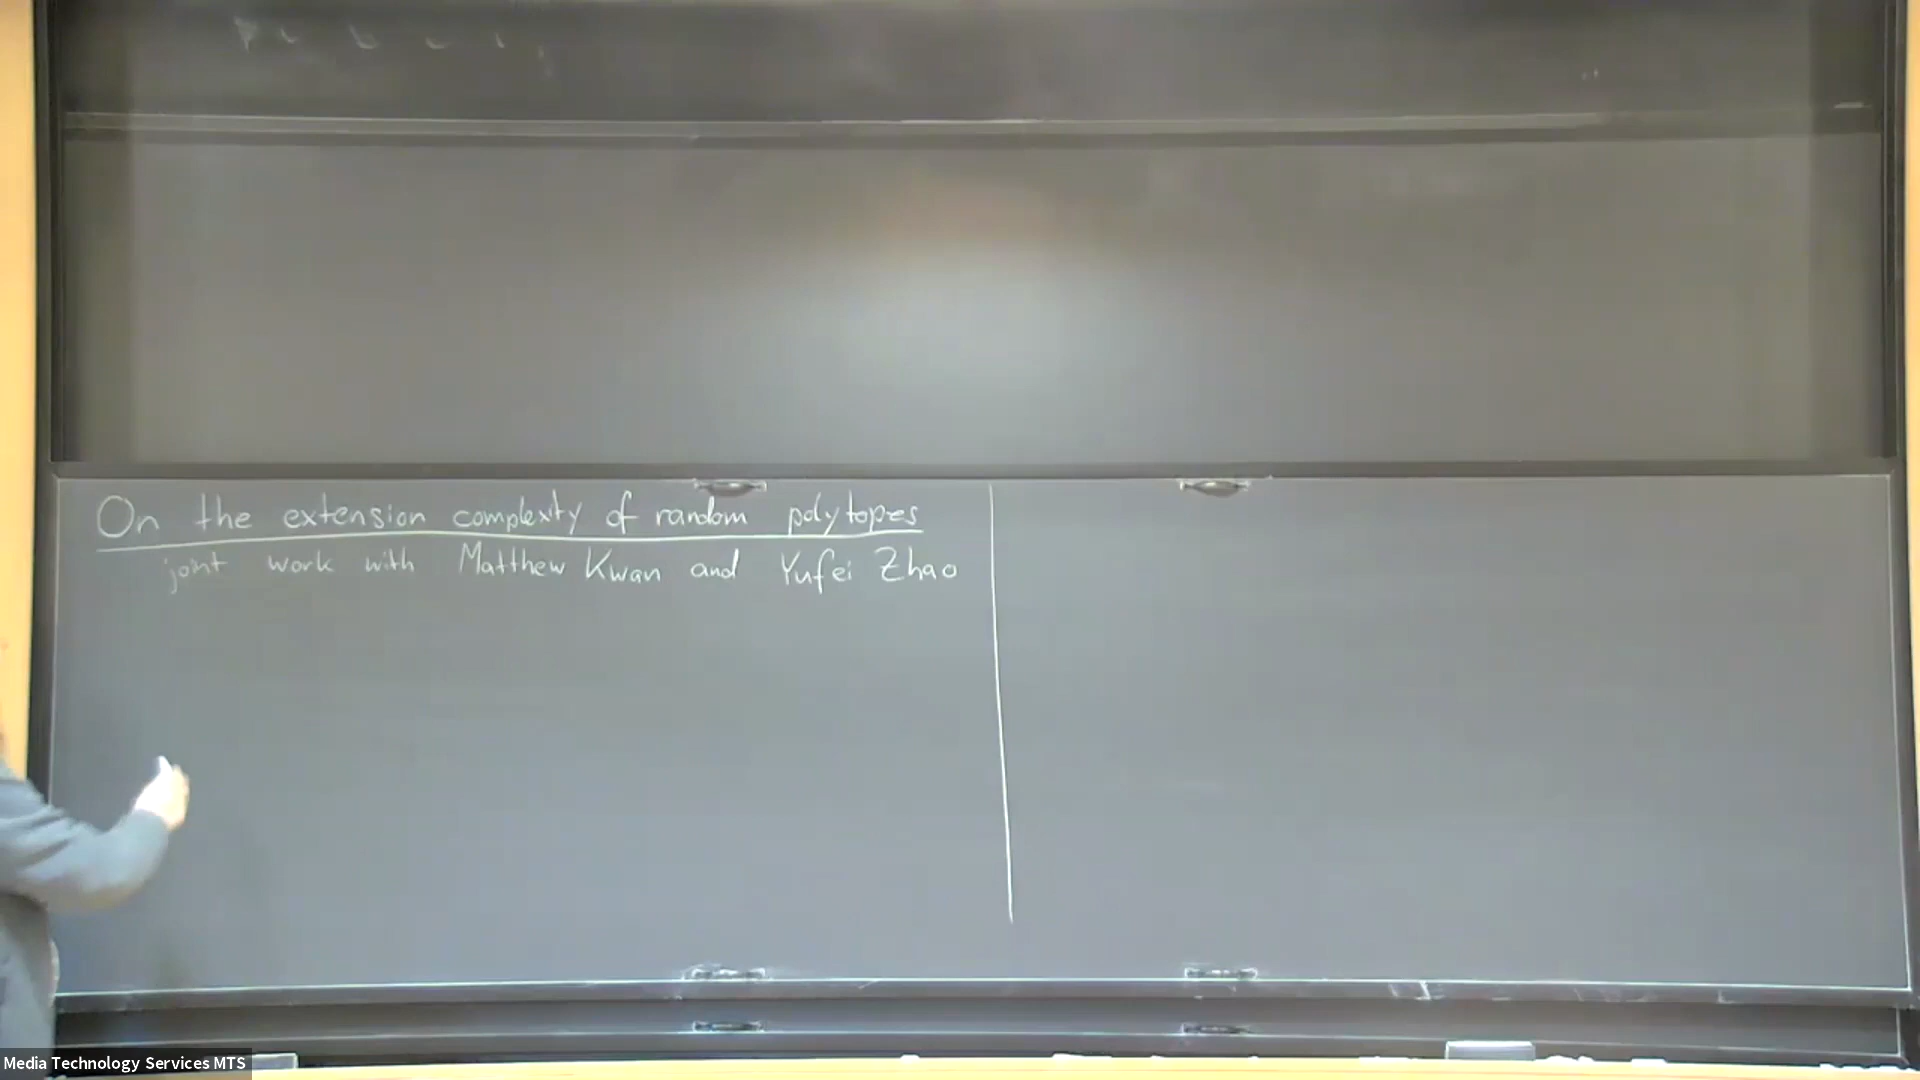 On the extension complexity of random polytopes
joint work with Matthew Kwan and Yufei Zhao
Media Technology Services MTS